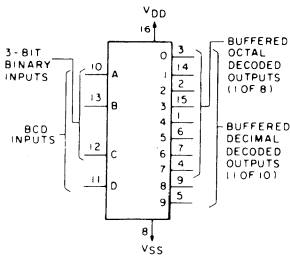 VDD
16
3-BIT
BINARY
INPUTS
BCD
INPUTS
10
A
13
B
12
C
11
D
0
3
1
14
2
2
3
15
4
1
5
6
6
7
7
4
8
9
9
5
BUFFERED
OCTAL
DECODED
OUTPUTS
(1 OF 8)
BUFFERED
DECIMAL
DECODED
OUTPUTS
(1 OF 10)
8
VSS